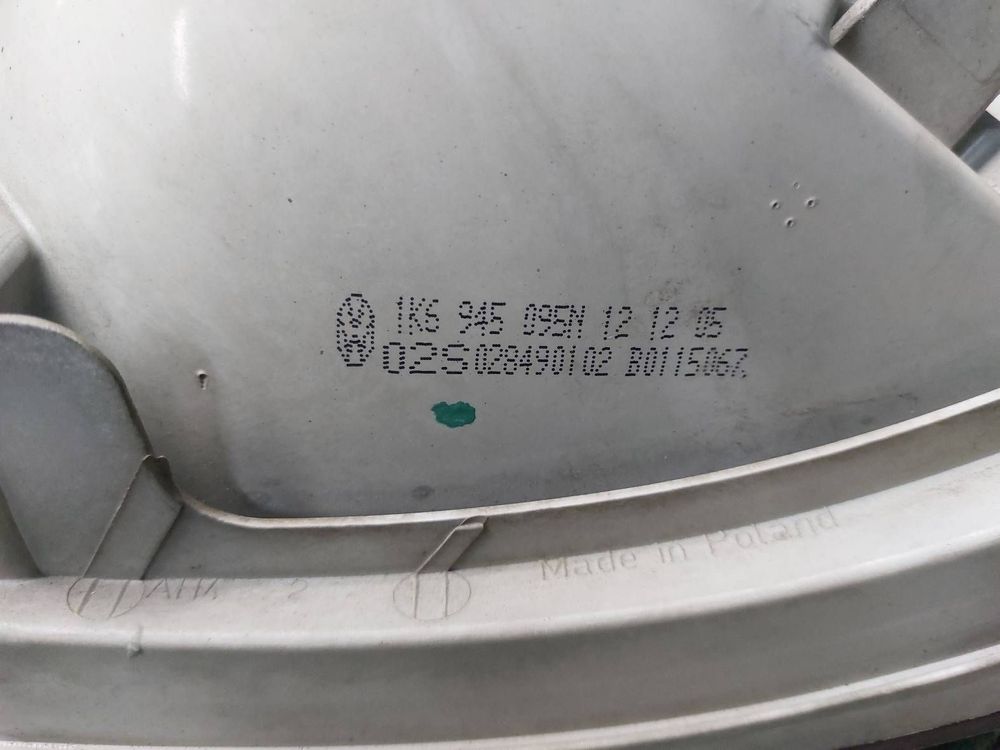 1K6 945 095N 12 12 05
02S028490102 B0115067
Made in Poland